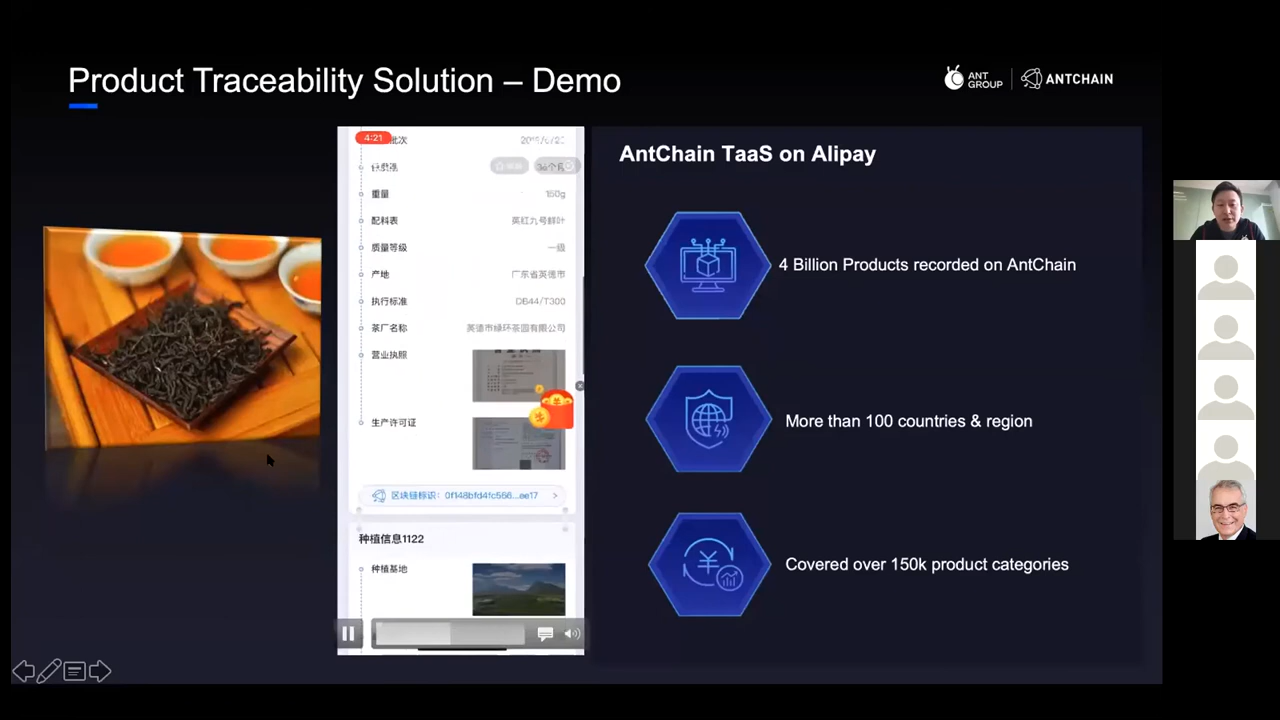 Product Traceability Solution – Demo
ANT GROUP
ANTCHAIN
4:21
批次
重量
150g
配料表
英红九号鲜叶
质量等级
一级
产地
广东省英德市
执行标准
DB44/T300
茶厂名称
英德市绿环茶园有限公司
营业执照
生产许可证
区块链标识：0f148bfd4fc566...ee17
种植信息1122
种植基地
AntChain TaaS on Alipay
4 Billion Products recorded on AntChain
More than 100 countries & region
Covered over 150k product categories